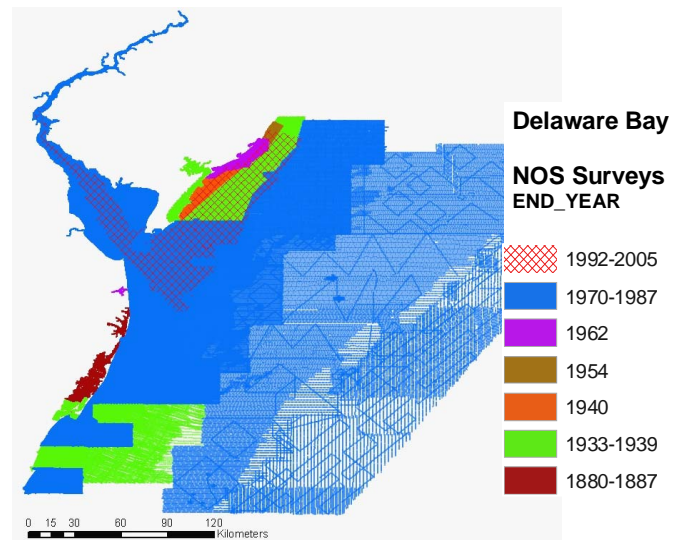 Delaware Bay
NOS Surveys
END_YEAR
1992-2005
1970-1987
1962
1954
1940
1933-1939
1880-1887
0 15 30 60 90 120
Kilometers